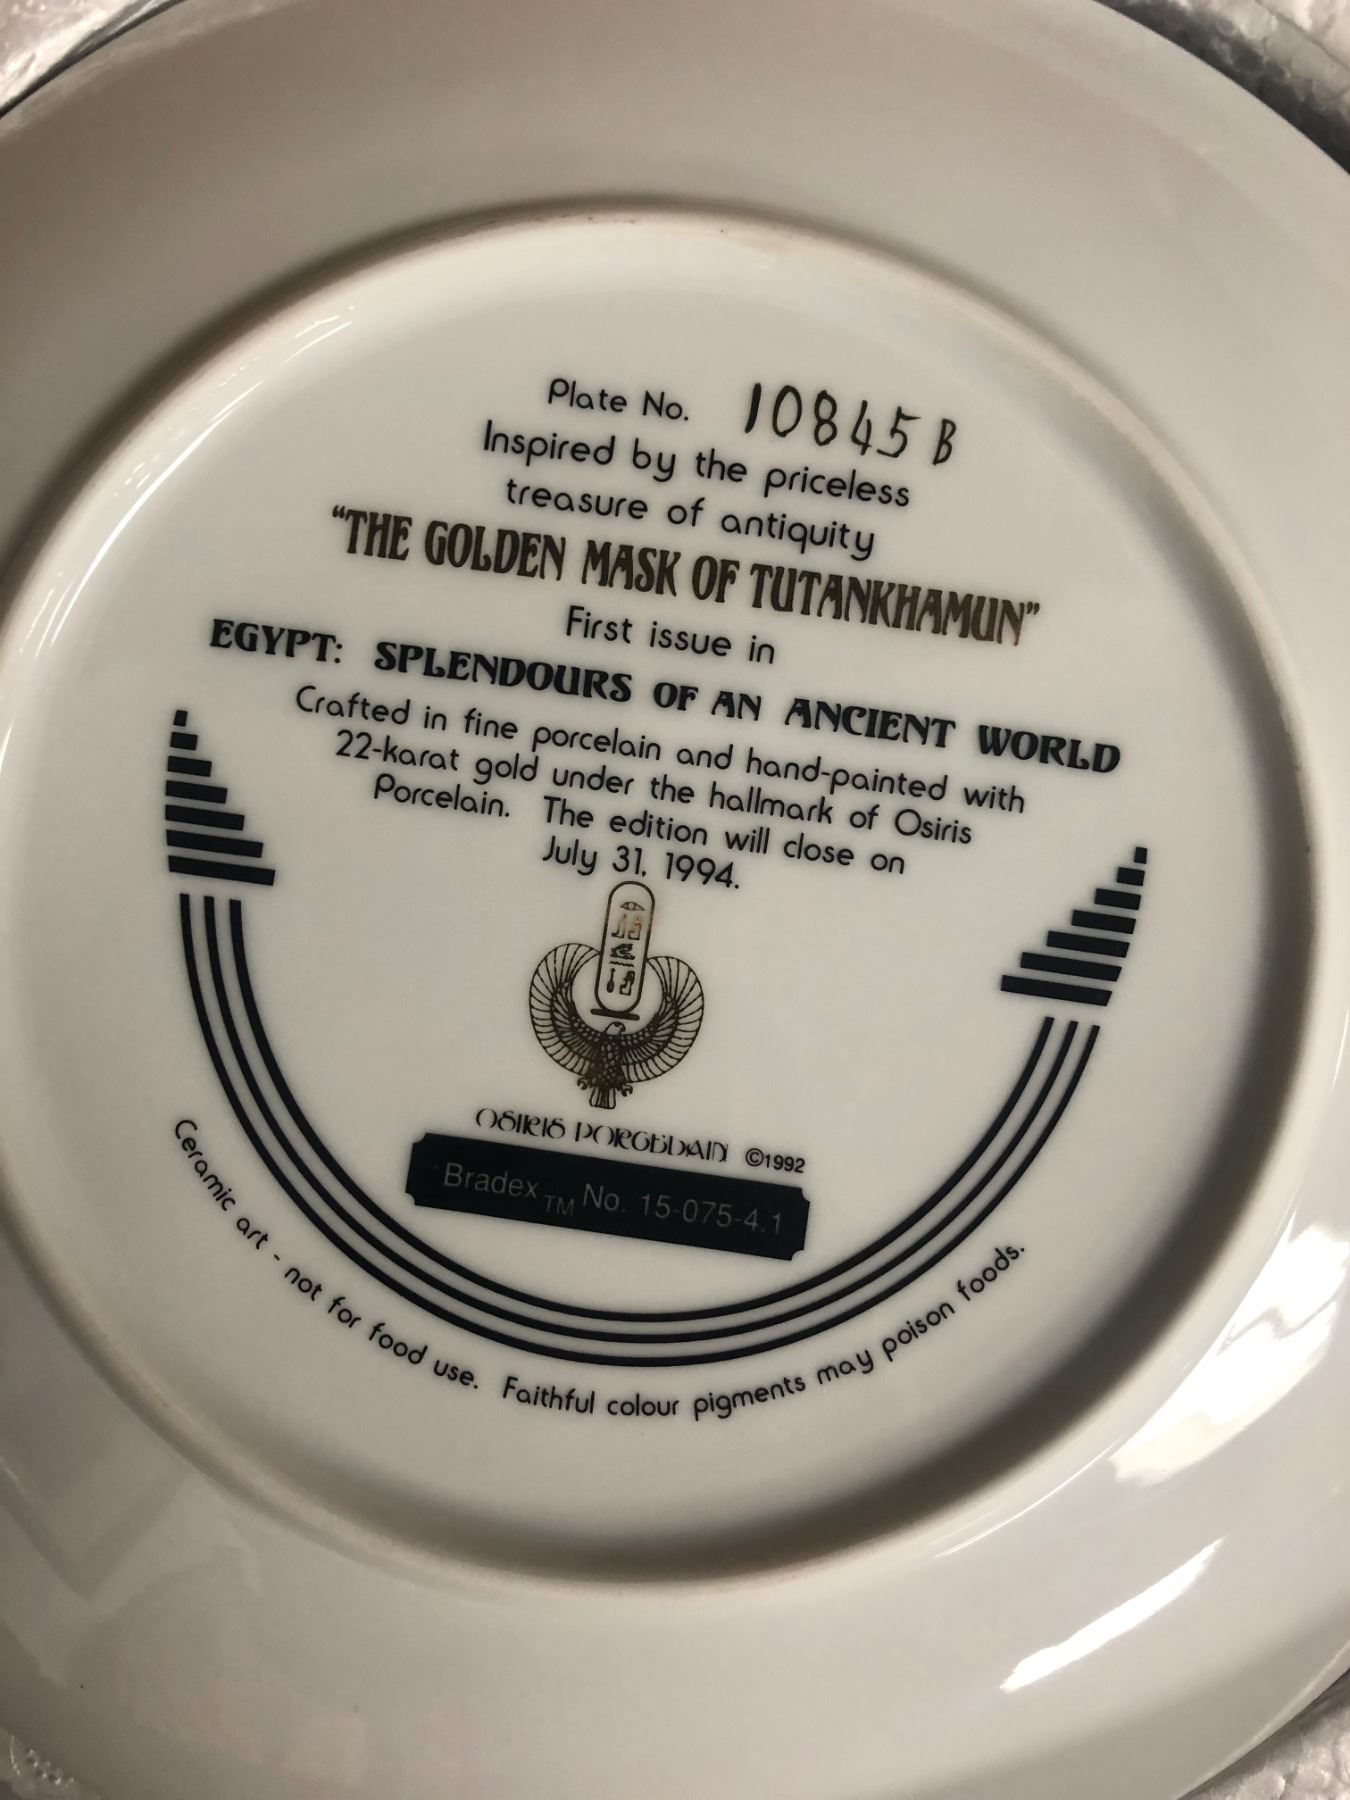 Plate No. 10845 B
Inspired by the priceless
treasure of antiquity
“THE GOLDEN MASK OF TUTANKHAMUN”
First issue in
EGYPT: SPLENDOURS OF AN ANCIENT WORLD
Crafted in fine porcelain and hand-painted with
22-karat gold under the hallmark of Osiris
Porcelain. The edition will close on
July 31, 1994.
OSIRIS PORCELAIN ©1992
Bradex TM No. 15-075-4.1
Ceramic art - not for food use. Faithful colour pigments may poison foods.